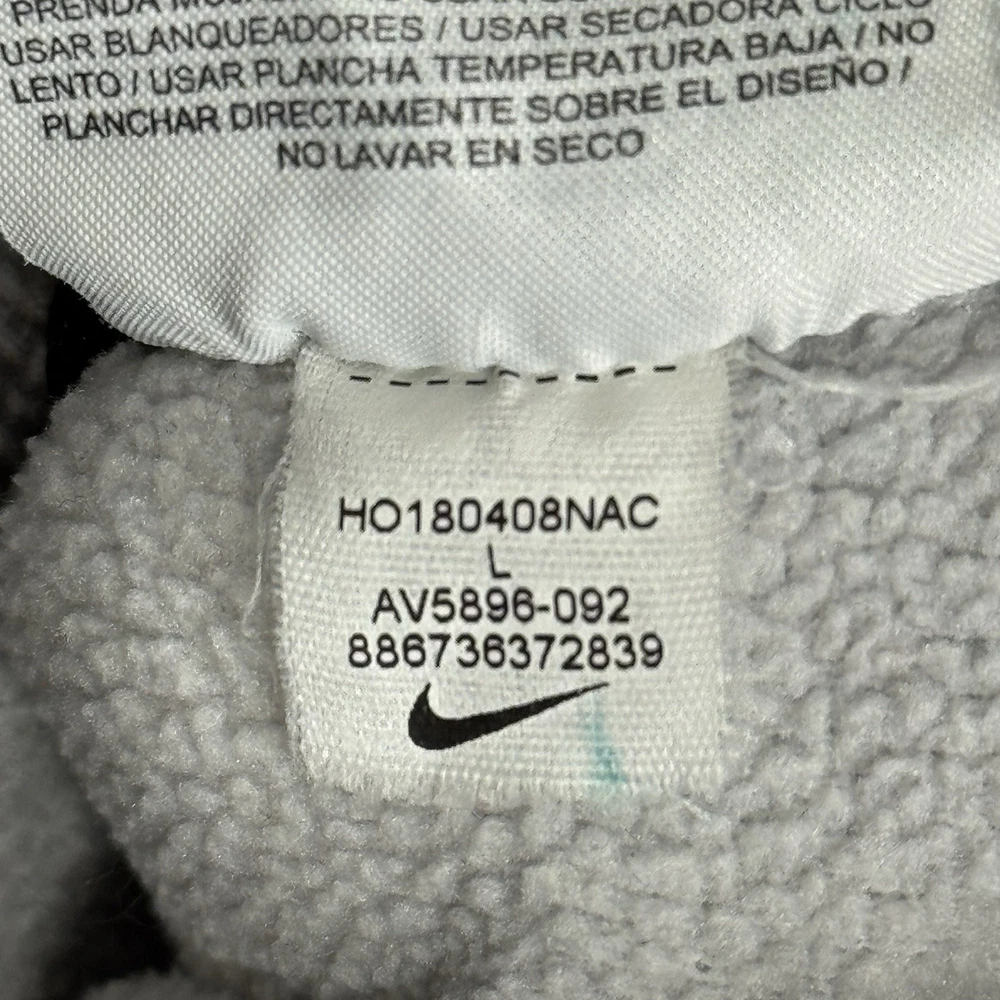 PRENDA
USAR BLANQUEADORES / USAR SECADORA CICLO
LENTO / USAR PLANCHA TEMPERATURA BAJA / NO
PLANCHAR DIRECTAMENTE SOBRE EL DISEÑO /
NO LAVAR EN SECO
HO180408NAC
L
AV5896-092
886736372839